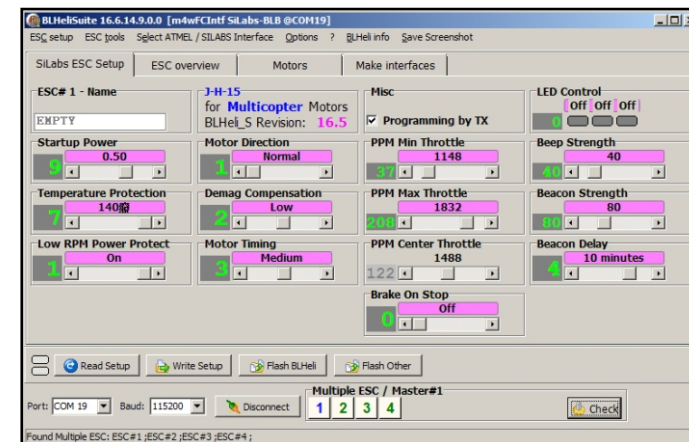 BLHeliSuite 16.6.14.9.0.0 [m4wFCIntf SiLabs-BLB @COM19]
ESC setup ESC tools Select ATMEL / SILABS Interface Options ? BLHeli info Save Screenshot
SiLabs ESC Setup ESC overview Motors Make interfaces
ESC# 1 - Name
EMPTY
J-H-15
for Multicopter Motors
BLHeli_S Revision: 16.5
Misc
Programming by TX
LED Control
Off Off Off
0
Startup Power
0.50
9
Motor Direction
Normal
1
PPM Min Throttle
1148
37
Beep Strength
40
40
Temperature Protection
140癈
7
Demag Compensation
Low
2
PPM Max Throttle
1832
208
Beacon Strength
80
80
Low RPM Power Protect
On
1
Motor Timing
Medium
3
PPM Center Throttle
1488
122
Beacon Delay
10 minutes
4
Brake On Stop
Off
0
Read Setup Write Setup Flash BLHeli Flash Other
Port: COM 19 Baud: 115200 Disconnect
Multiple ESC / Master#1
1 2 3 4
Check
Found Multiple ESC: ESC#1 ;ESC#2 ;ESC#3 ;ESC#4 ;